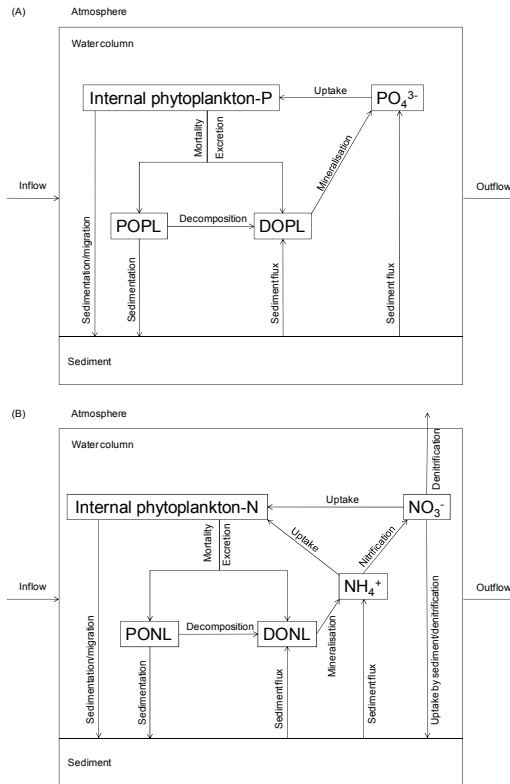 (A)
Atmosphere
Water column
Internal phytoplankton-P
Uptake
PO₄³⁻
Mortality
Excretion
Mineralisation
Inflow
Outflow
POPL
Decomposition
DOPL
Sedimentation/migration
Sedimentation
Sediment flux
Sediment flux
Sediment
(B)
Atmosphere
Denitrification
Water column
Internal phytoplankton-N
Uptake
NO₃⁻
Mortality
Excretion
Uptake
Nitrification
NH₄⁺
Inflow
Outflow
PONL
Decomposition
DONL
Mineralisation
Sedimentation/migration
Sedimentation
Sediment flux
Sediment flux
Uptake by sediment/denitrification
Sediment